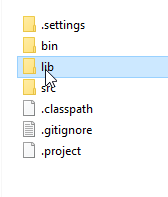 .settings
bin
lib
src
.classpath
.gitignore
.project